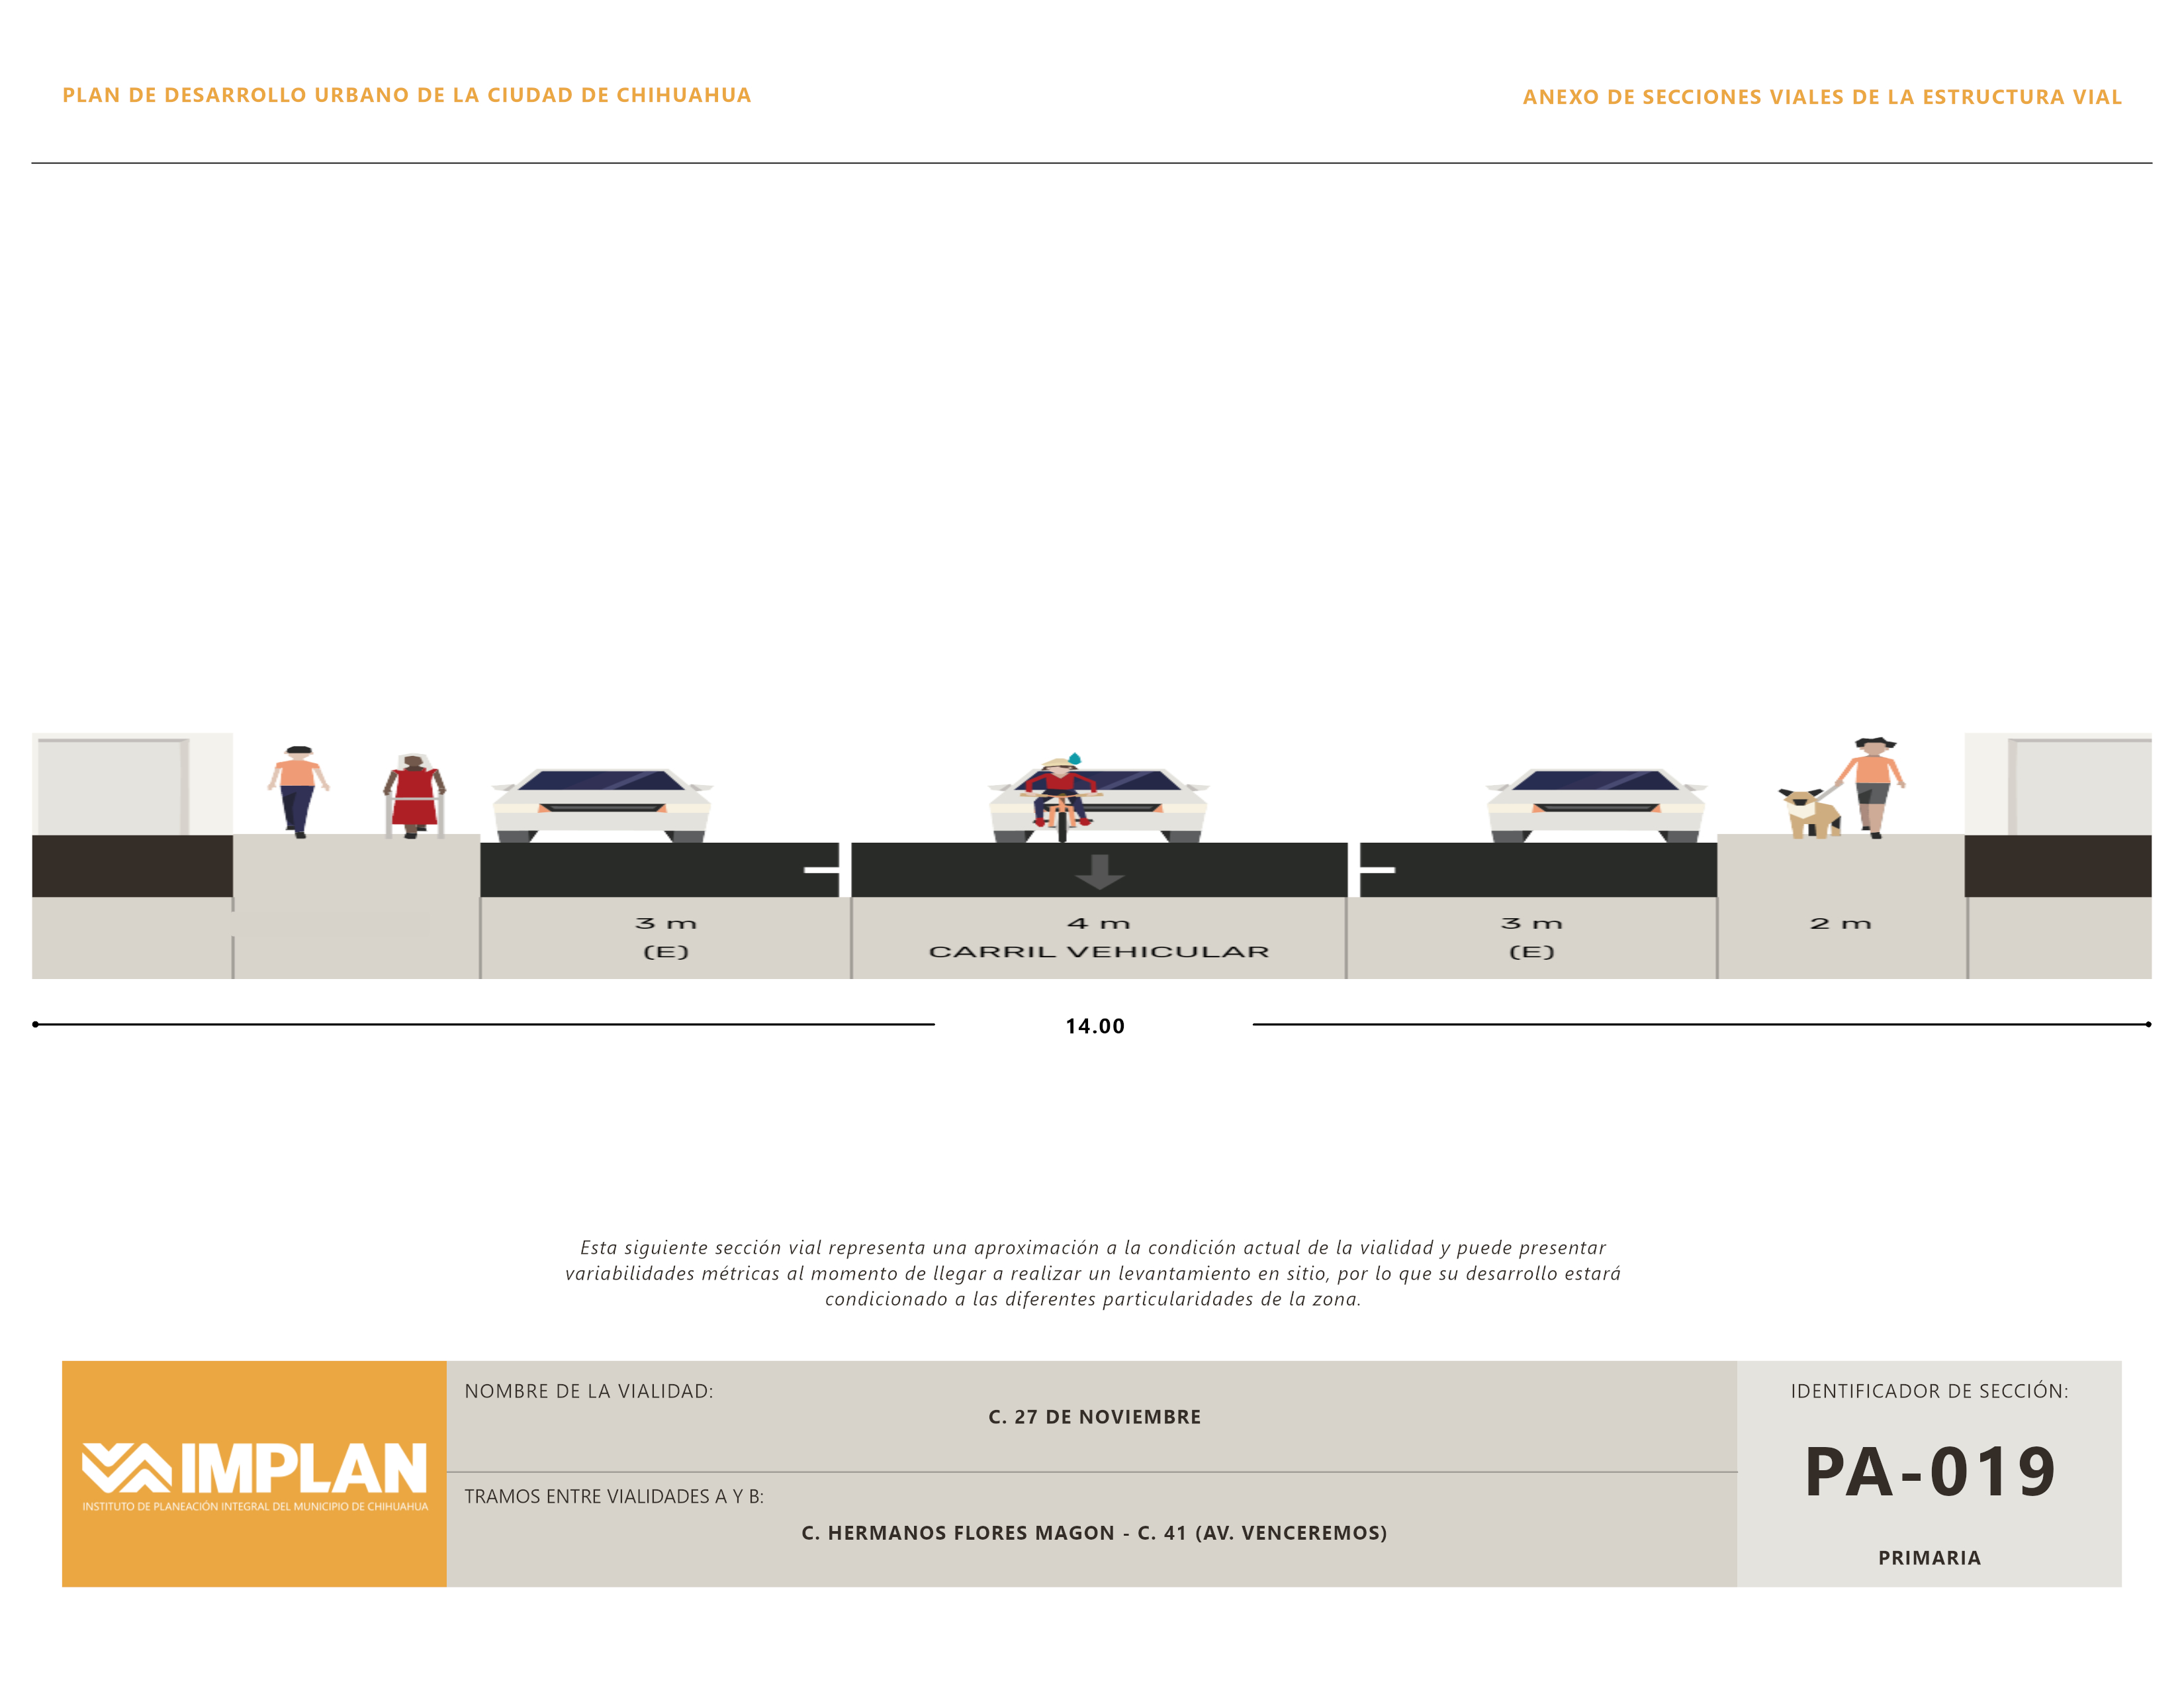 PLAN DE DESARROLLO URBANO DE LA CIUDAD DE CHIHUAHUA
ANEXO DE SECCIONES VIALES DE LA ESTRUCTURA VIAL
3 m
(E)
4 m
CARRIL VEHICULAR
3 m
(E)
2 m
14.00
Esta siguiente sección vial representa una aproximación a la condición actual de la vialidad y puede presentar
variabilidades métricas al momento de llegar a realizar un levantamiento en sitio, por lo que su desarrollo estará
condicionado a las diferentes particularidades de la zona.
IMPLAN
INSTITUTO DE PLANEACIÓN INTEGRAL DEL MUNICIPIO DE CHIHUAHUA
NOMBRE DE LA VIALIDAD:
C. 27 DE NOVIEMBRE
TRAMOS ENTRE VIALIDADES A Y B:
C. HERMANOS FLORES MAGON - C. 41 (AV. VENCEREMOS)
IDENTIFICADOR DE SECCIÓN:
PA-019
PRIMARIA